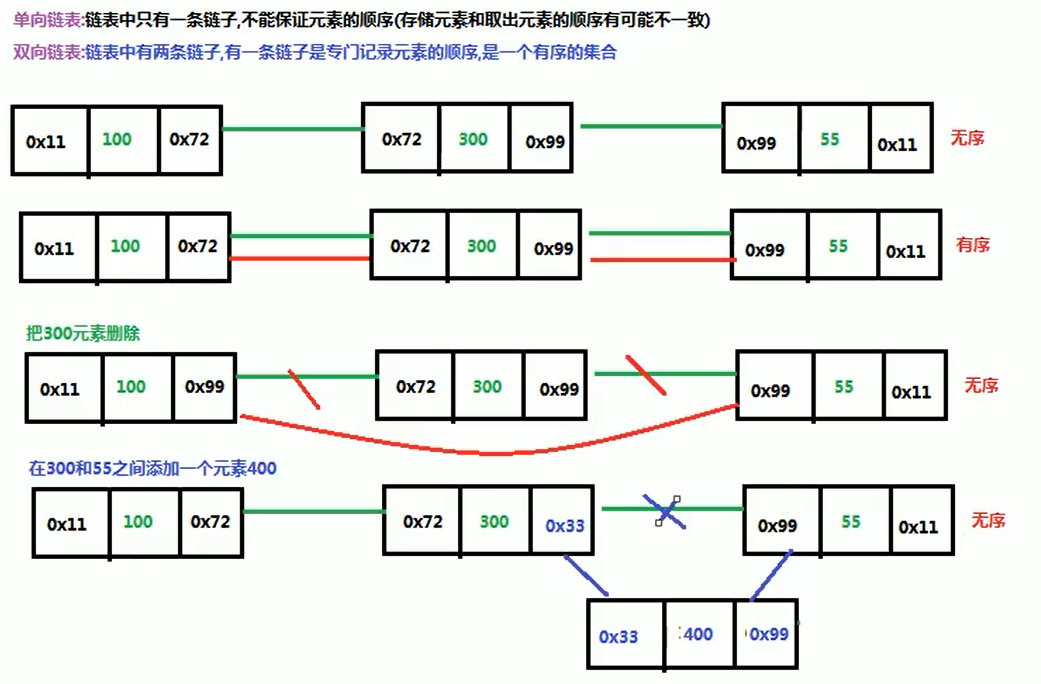 单向链表:链表中只有一条链子,不能保证元素的顺序(存储元素和取出元素的顺序有可能不一致)
双向链表:链表中有两条链子,有一条链子是专门记录元素的顺序,是一个有序的集合
0x11 100 0x72 0x72 300 0x99 0x99 55 0x11 无序
0x11 100 0x72 0x72 300 0x99 0x99 55 0x11 有序
把300元素删除
0x11 100 0x99 0x72 300 0x99 0x99 55 0x11 无序
在300和55之间添加一个元素400
0x11 100 0x72 0x72 300 0x33 0x99 55 0x11 无序
0x33 400 0x99